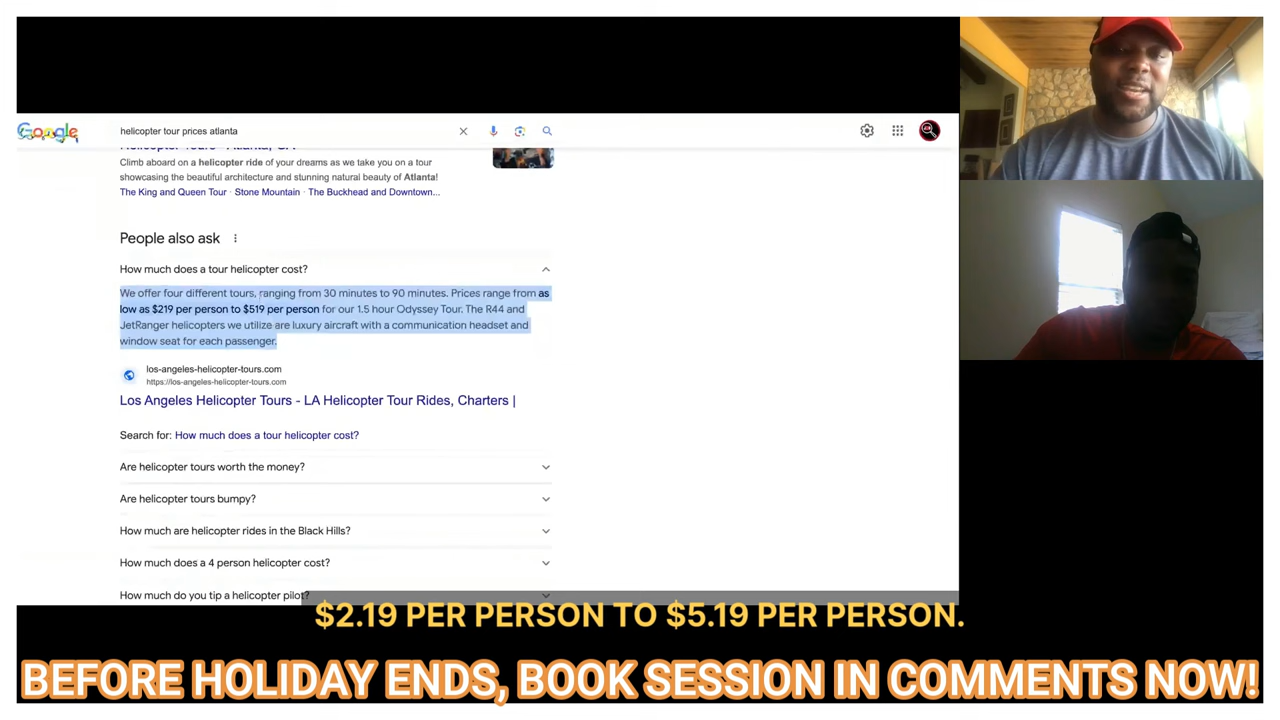 Google
helicopter tour prices atlanta
Helicopter Tours - Atlanta, GA
Climb aboard on a helicopter ride of your dreams as we take you on a tour
showcasing the beautiful architecture and stunning natural beauty of Atlanta!
The King and Queen Tour · Stone Mountain · The Buckhead and Downtown...
People also ask
How much does a tour helicopter cost?
We offer four different tours, ranging from 30 minutes to 90 minutes. Prices range from as
low as $219 per person to $519 per person for our 1.5 hour Odyssey Tour. The R44 and
JetRanger helicopters we utilize are luxury aircraft with a communication headset and
window seat for each passenger.
los-angeles-helicopter-tours.com
https://los-angeles-helicopter-tours.com
Los Angeles Helicopter Tours - LA Helicopter Tour Rides, Charters |
Search for: How much does a tour helicopter cost?
Are helicopter tours worth the money?
Are helicopter tours bumpy?
How much are helicopter rides in the Black Hills?
How much does a 4 person helicopter cost?
How much do you tip a helicopter pilot?
$2.19 PER PERSON TO $5.19 PER PERSON.
BEFORE HOLIDAY ENDS, BOOK SESSION IN COMMENTS NOW!